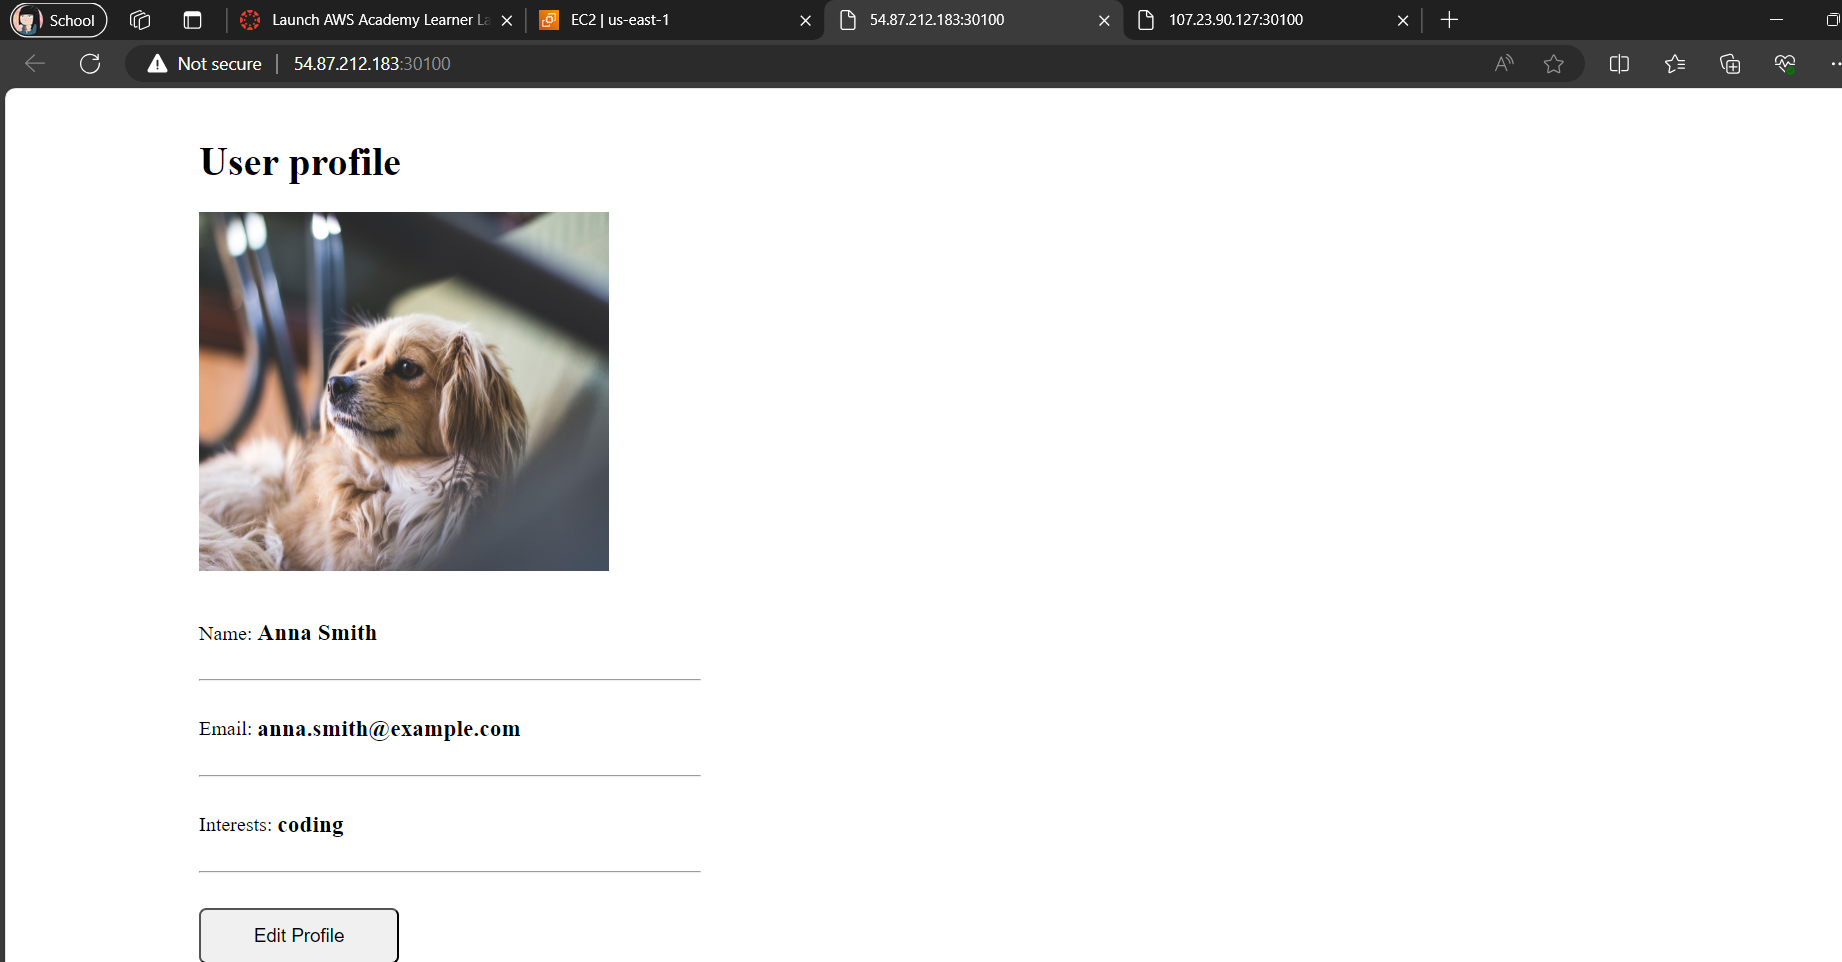 School
Launch AWS Academy Learner La
EC2 | us-east-1
54.87.212.183:30100
107.23.90.127:30100
Not secure
54.87.212.183:30100
User profile
Name: Anna Smith
Email: anna.smith@example.com
Interests: coding
Edit Profile